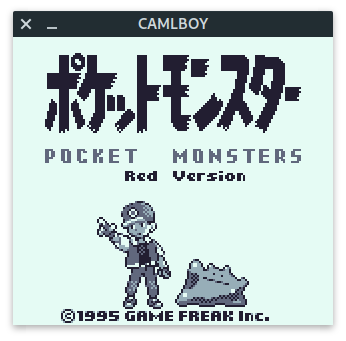 CAMLBOY
ポケットモンスター
POCKET MONSTERS
Red Version
©1995 GAME FREAK Inc.